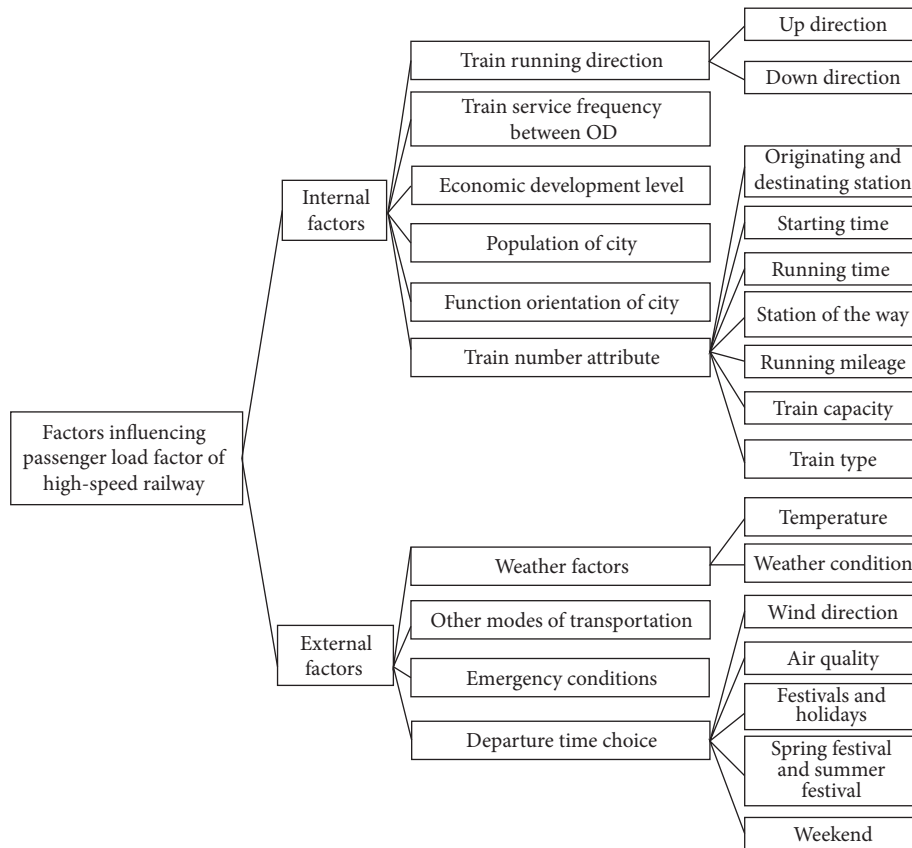 Factors influencing
passenger load factor of
high-speed railway
Internal
factors
Train running direction
Up direction
Down direction
Train service frequency
between OD
Economic development level
Population of city
Function orientation of city
Train number attribute
Originating and
destinating station
Starting time
Running time
Station of the way
Running mileage
Train capacity
Train type
External
factors
Weather factors
Temperature
Weather condition
Other modes of transportation
Emergency conditions
Departure time choice
Wind direction
Air quality
Festivals and
holidays
Spring festival
and summer
festival
Weekend